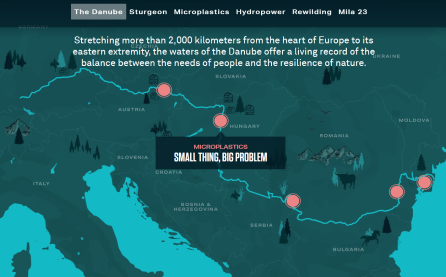 The Danube Sturgeon Microplastics Hydropower Rewilding Mila 23
Stretching more than 2,000 kilometers from the heart of Europe to its
eastern extremity, the waters of the Danube offer a living record of the
balance between the needs of people and the resilience of nature.
UKRAINE
SLOVAKIA
AUSTRIA
MOLDOVA
HUNGARY
ROMANIA
MICROPLASTICS
SMALL THING, BIG PROBLEM
SLOVENIA
CROATIA
ITALY
BOSNIA &
HERZEGOVINA
SERBIA
BULGARIA